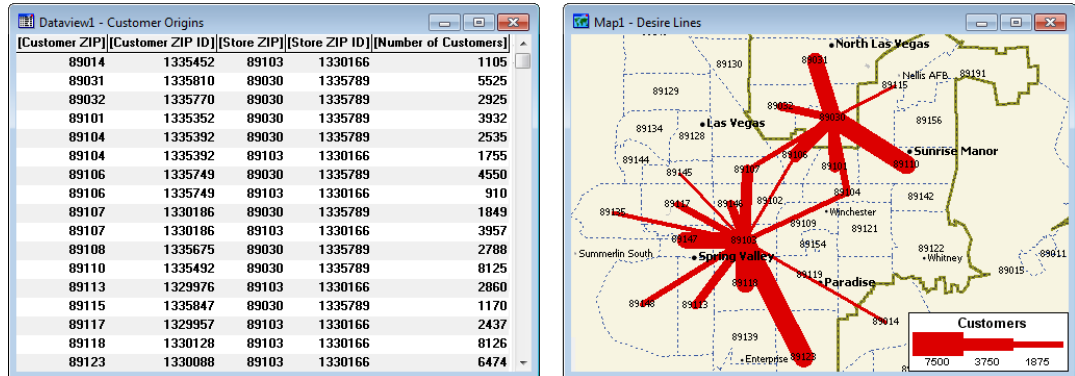 Dataview1 - Customer Origins
[Customer ZIP] [Customer ZIP ID] [Store ZIP] [Store ZIP ID] [Number of Customers]
89014 1335452 89103 1330166 1105
89031 1335810 89030 1335789 5525
89032 1335770 89030 1335789 2925
89101 1335352 89030 1335789 3932
89104 1335392 89030 1335789 2535
89104 1335392 89103 1330166 1755
89106 1335749 89030 1335789 4550
89106 1335749 89103 1330166 910
89107 1330186 89030 1335789 1849
89107 1330186 89103 1330166 3957
89108 1335675 89030 1335789 2788
89110 1335492 89030 1335789 8125
89113 1329976 89103 1330166 2860
89115 1335847 89030 1335789 1170
89117 1329957 89103 1330166 2437
89118 1330128 89103 1330166 8126
89123 1330088 89103 1330166 6474
Map1 - Desire Lines
North Las Vegas
89031
89130
Nellis AFB
89191
89115
89129
89032
89030
89156
Las Vegas
89134
89128
Sunrise Manor
89144
89106
89101
89110
89145
89107
89104
89142
89117
89146
89102
89135
Winchester
89109
89121
89147
89103
89154
89122
Summerlin South
Spring Valley
Whitney
89011
89015
89119
89118
Paradise
89148
89113
89014
89139
Enterprise
89123
Customers
7500 3750 1875